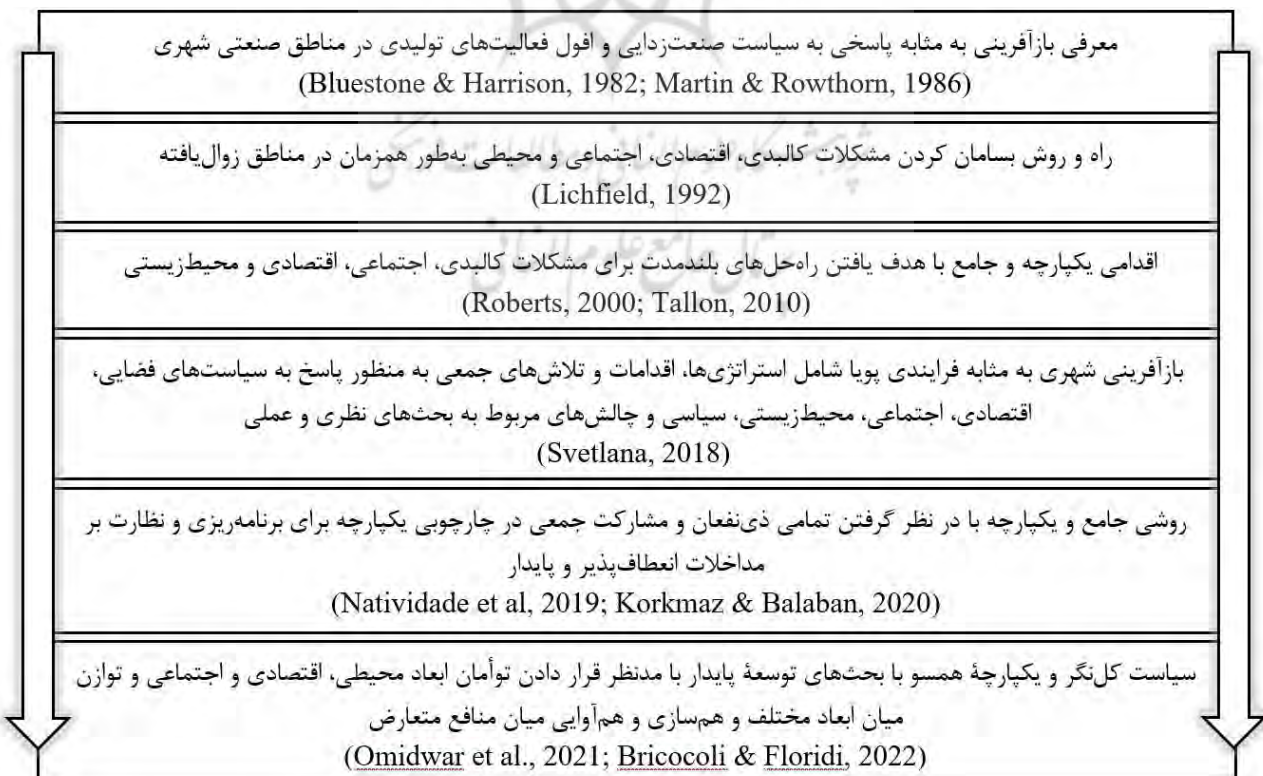 معرفی بازآفرینی به مثابه پاسخی به سیاست صنعت‌زدایی و افول فعالیت‌های تولیدی در مناطق صنعتی شهری
(Bluestone & Harrison, 1982; Martin & Rowthorn, 1986)
راه و روش بسامان کردن مشکلات کالبدی، اقتصادی، اجتماعی و محیطی به‌طور همزمان در مناطق زوال‌یافته
(Lichfield, 1992)
اقدامی یکپارچه و جامع با هدف یافتن راه‌حل‌های بلندمدت برای مشکلات کالبدی، اجتماعی، اقتصادی و محیط‌زیستی
(Roberts, 2000; Tallon, 2010)
بازآفرینی شهری به مثابه فرایندی پویا شامل استراتژی‌ها، اقدامات و تلاش‌های جمعی به منظور پاسخ به سیاست‌های فضایی،
اقتصادی، اجتماعی، محیط‌زیستی، سیاسی و چالش‌های مربوط به بحث‌های نظری و عملی
(Svetlana, 2018)
روشی جامع و یکپارچه با در نظر گرفتن تمامی ذی‌نفعان و مشارکت جمعی در چارچوبی یکپارچه برای برنامه‌ریزی و نظارت بر
مداخلات انعطاف‌پذیر و پایدار
(Natividade et al, 2019; Korkmaz & Balaban, 2020)
سیاست کل‌نگر و یکپارچهٔ همسو با بحث‌های توسعهٔ پایدار با مدنظر قرار دادن توأمان ابعاد محیطی، اقتصادی و اجتماعی و توازن
میان ابعاد مختلف و هم‌سازی و هم‌آوایی میان منافع متعارض
(Omidwar et al., 2021; Bricocoli & Floridi, 2022)